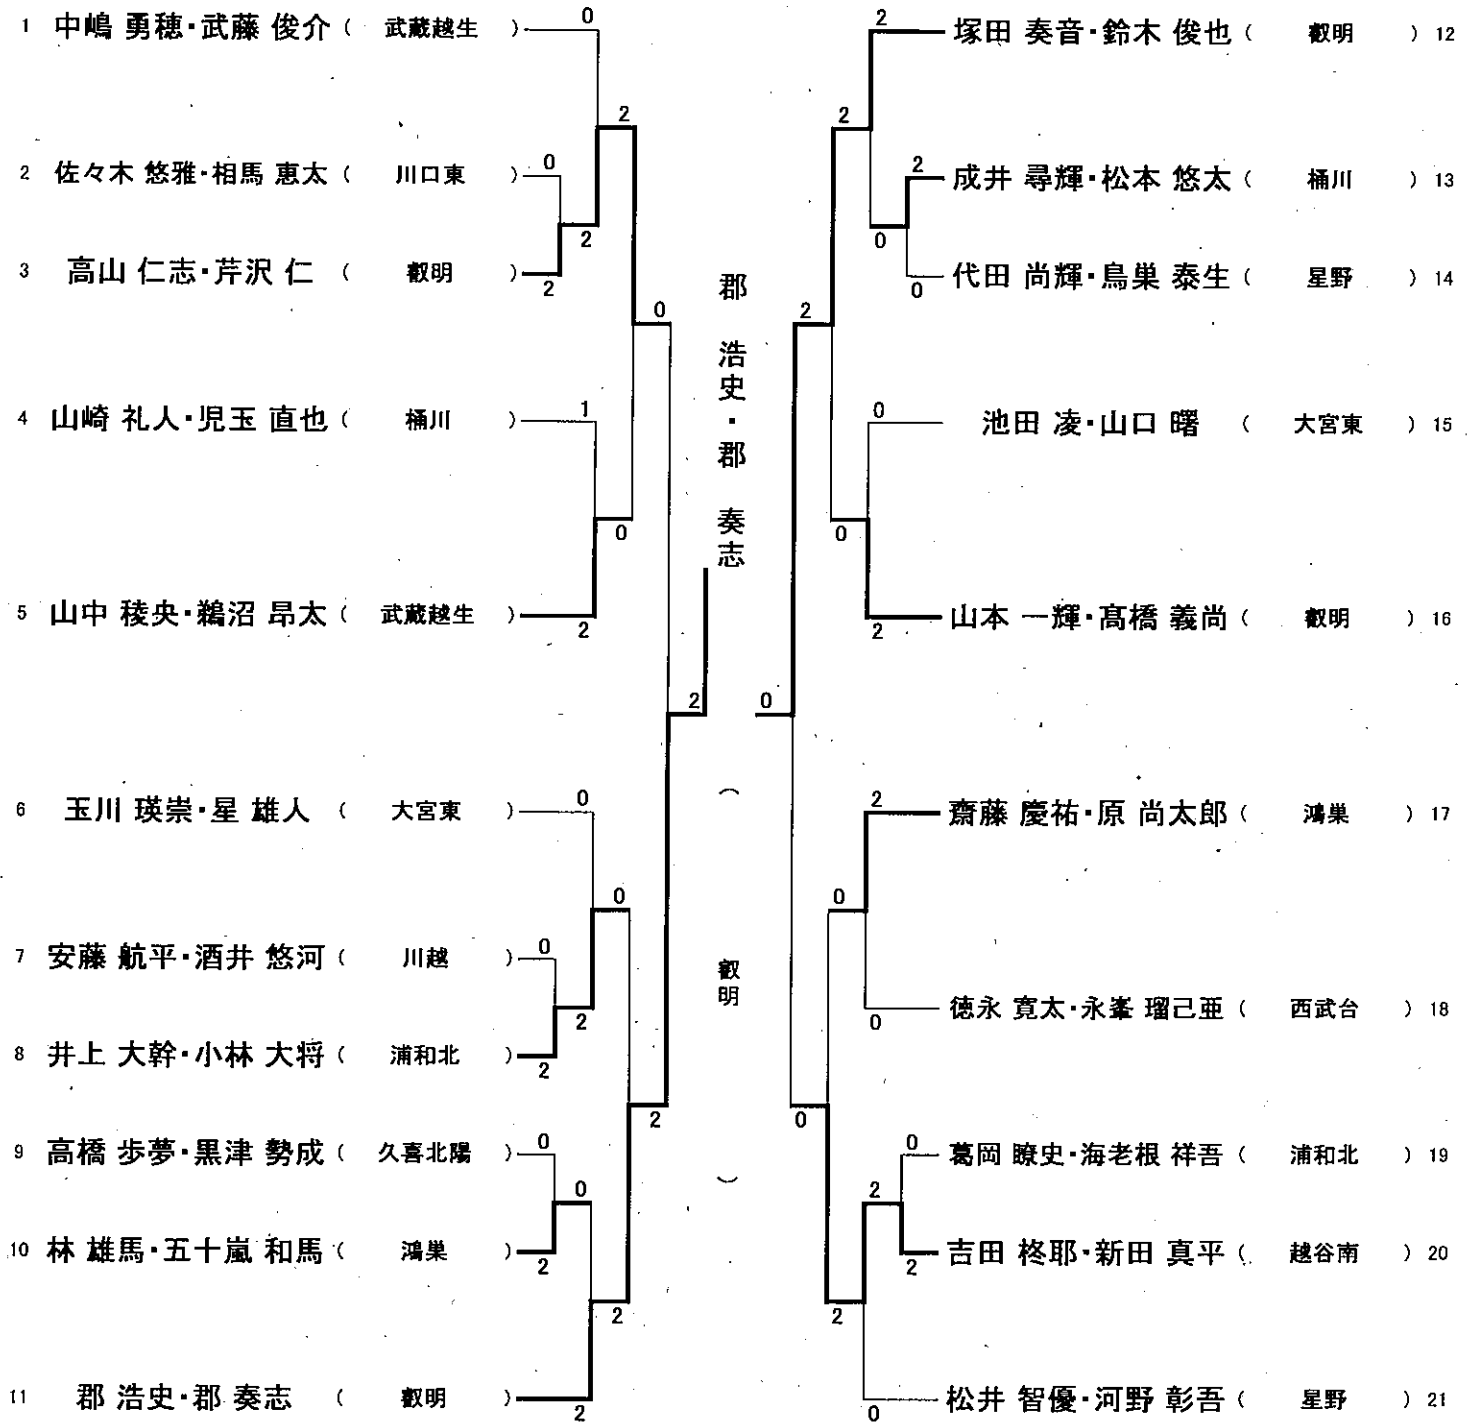 1 中嶋 勇穂・武藤 俊介 ( 武蔵越生 ) 0
2 佐々木 悠雅・相馬 恵太 ( 川口東 ) 0
2
2
3 高山 仁志・芹沢 仁 ( 叡明 ) 2
0
4 山崎 礼人・児玉 直也 ( 桶川 ) 1
0
5 山中 稜央・鵜沼 昂太 ( 武蔵越生 ) 2
2
6 玉川 瑛崇・星 雄人 ( 大宮東 ) 0
0
7 安藤 航平・酒井 悠河 ( 川越 ) 0
2
8 井上 大幹・小林 大将 ( 浦和北 ) 2
2
9 高橋 歩夢・黒津 勢成 ( 久喜北陽 ) 0
0
10 林 雄馬・五十嵐 和馬 ( 鴻巣 ) 2
2
11 郡 浩史・郡 奏志 ( 叡明 ) 2
郡 浩史・郡 奏志
( 叡明 )
2 塚田 奏音・鈴木 俊也 ( 叡明 ) 12
2
2 成井 尋輝・松本 悠太 ( 桶川 ) 13
0
0 代田 尚輝・鳥巣 泰生 ( 星野 ) 14
2
0 池田 凌・山口 曙 ( 大宮東 ) 15
0
2 山本 一輝・髙橋 義尚 ( 叡明 ) 16
0
2 齋藤 慶祐・原 尚太郎 ( 鴻巣 ) 17
0
0 徳永 寛太・永峯 瑠己亜 ( 西武台 ) 18
0
0 葛岡 瞭史・海老根 祥吾 ( 浦和北 ) 19
2
2 吉田 柊耶・新田 真平 ( 越谷南 ) 20
2
0 松井 智優・河野 彰吾 ( 星野 ) 21